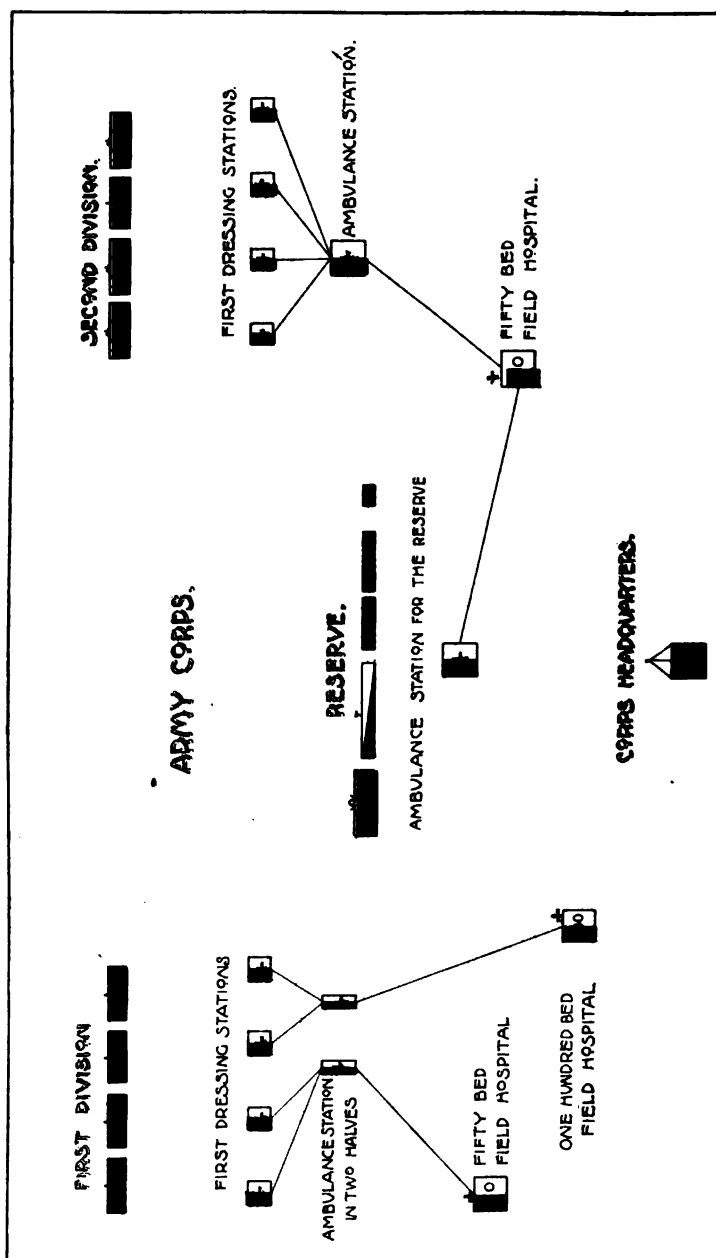 FIRST DIVISION
SECOND DIVISION.
FIRST DRESSING STATIONS
FIRST DRESSING STATIONS.
ARMY CORPS.
AMBULANCE STATION
IN TWO HALVES
AMBULANCE STATION.
RESERVE.
AMBULANCE STATION FOR THE RESERVE
FIFTY BED
FIELD HOSPITAL
FIFTY BED
FIELD HOSPITAL.
ONE HUNDRED BED
FIELD HOSPITAL
CORPS HEADQUARTERS.